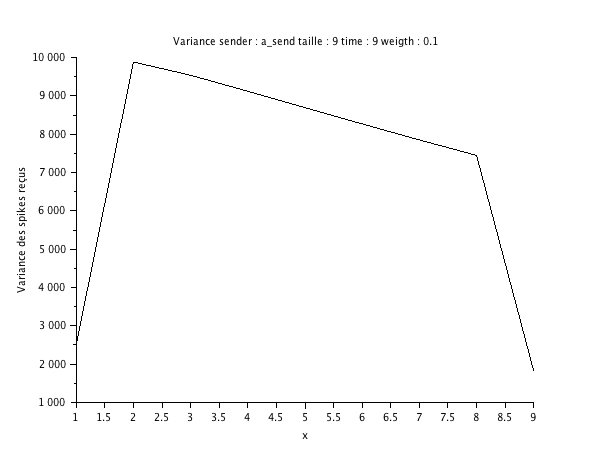 Variance sender : a_send taille : 9 time : 9 weigth : 0.1
10 000
9 000
8 000
7 000
6 000
5 000
4 000
3 000
2 000
1 000
Variance des spikes reçus
1 1.5 2 2.5 3 3.5 4 4.5 5 5.5 6 6.5 7 7.5 8 8.5 9
x